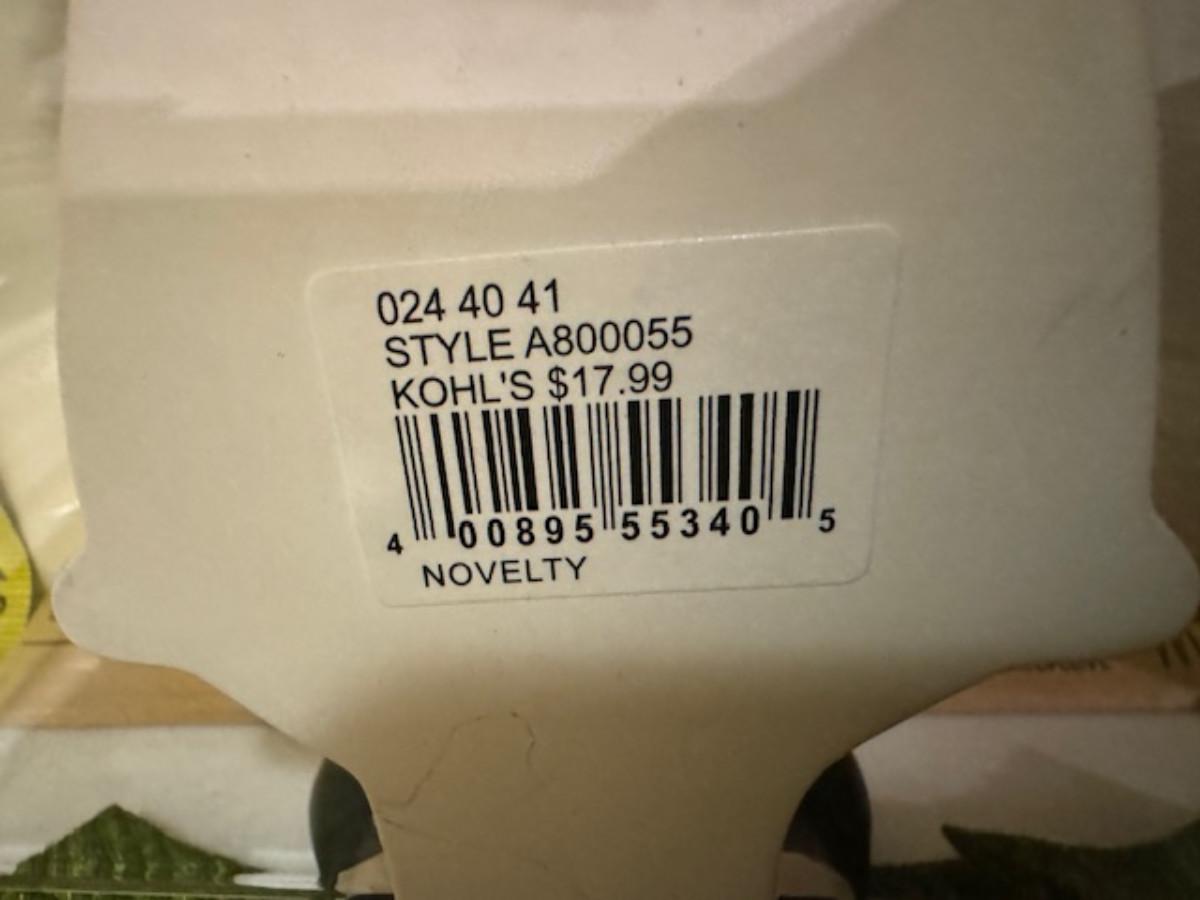 024 40 41
STYLE A800055
KOHL'S $17.99
4 00895 55340 5
NOVELTY